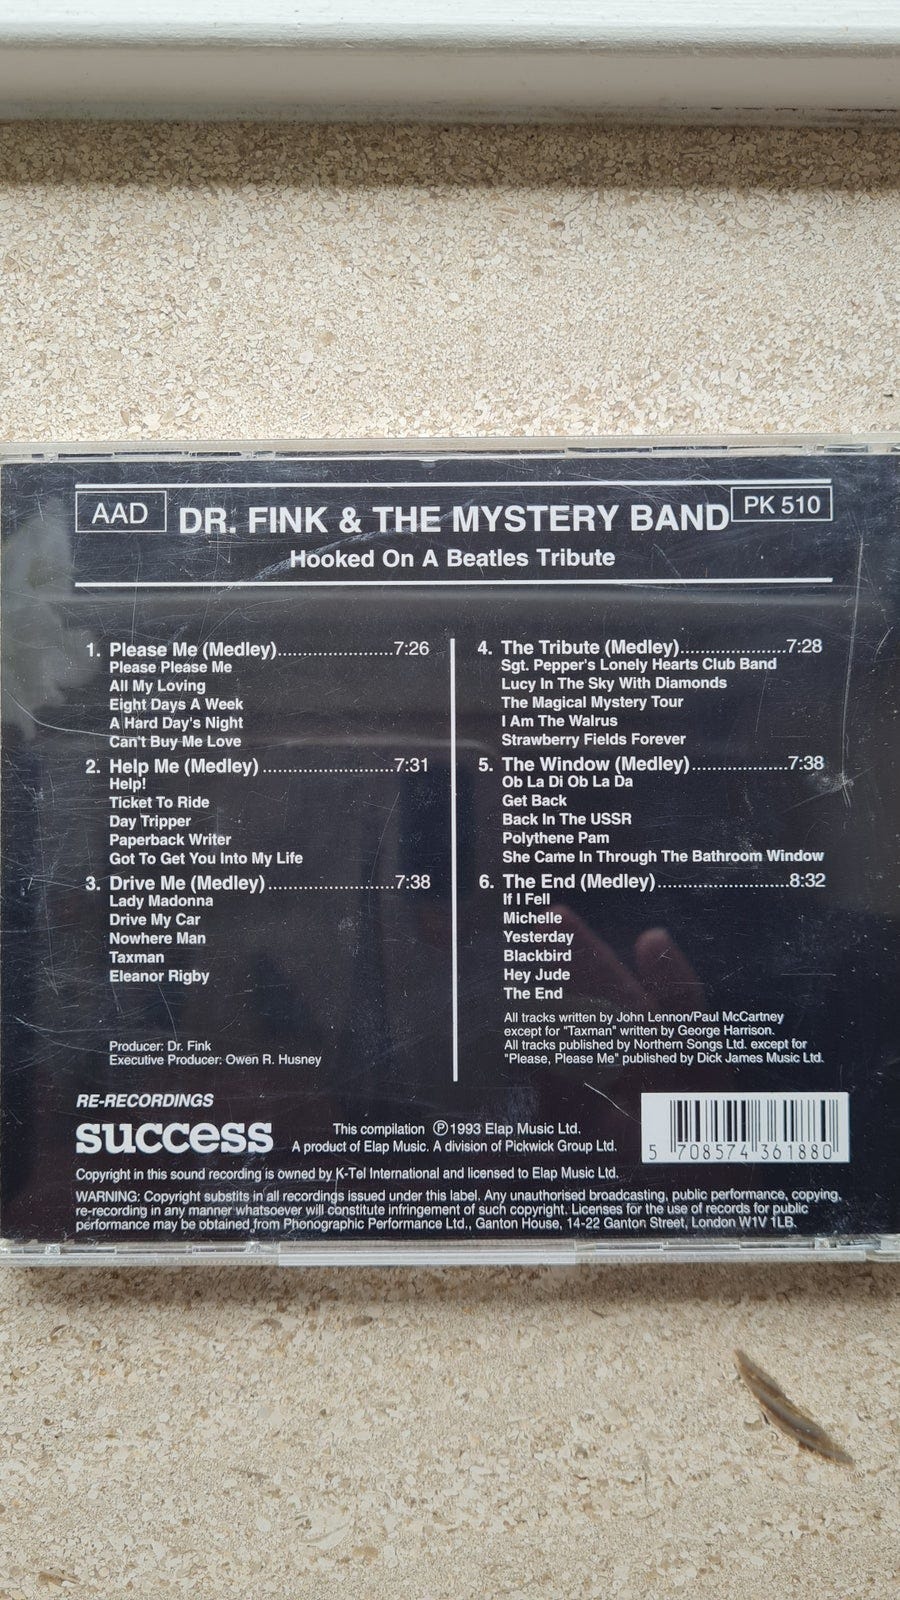 AAD
DR. FINK & THE MYSTERY BAND
PK 510
Hooked On A Beatles Tribute
1. Please Me (Medley)......................7:26
Please Please Me
All My Loving
Eight Days A Week
A Hard Day's Night
Can't Buy Me Love
2. Help Me (Medley)........................7:31
Help!
Ticket To Ride
Day Tripper
Paperback Writer
Got To Get You Into My Life
3. Drive Me (Medley).......................7:38
Lady Madonna
Drive My Car
Nowhere Man
Taxman
Eleanor Rigby
Producer: Dr. Fink
Executive Producer: Owen R. Husney
4. The Tribute (Medley)....................7:28
Sgt. Pepper's Lonely Hearts Club Band
Lucy In The Sky With Diamonds
The Magical Mystery Tour
I Am The Walrus
Strawberry Fields Forever
5. The Window (Medley)..................7:38
Ob La Di Ob La Da
Get Back
Back In The USSR
Polythene Pam
She Came In Through The Bathroom Window
6. The End (Medley).........................8:32
If I Fell
Michelle
Yesterday
Blackbird
Hey Jude
The End
All tracks written by John Lennon/Paul McCartney
except for "Taxman" written by George Harrison.
All tracks published by Northern Songs Ltd. except for
"Please, Please Me" published by Dick James Music Ltd.
RE-RECORDINGS
success
This compilation ℗1993 Elap Music Ltd.
A product of Elap Music. A division of Pickwick Group Ltd.
5 708574 361880
Copyright in this sound recording is owned by K-Tel International and licensed to Elap Music Ltd.
WARNING: Copyright substits in all recordings issued under this label. Any unauthorised broadcasting, public performance, copying,
re-recording in any manner whatsoever will constitute infringement of such copyright. Licenses for the use of records for public
performance may be obtained from Phonographic Performance Ltd., Ganton House, 14-22 Ganton Street, London W1V 1LB.